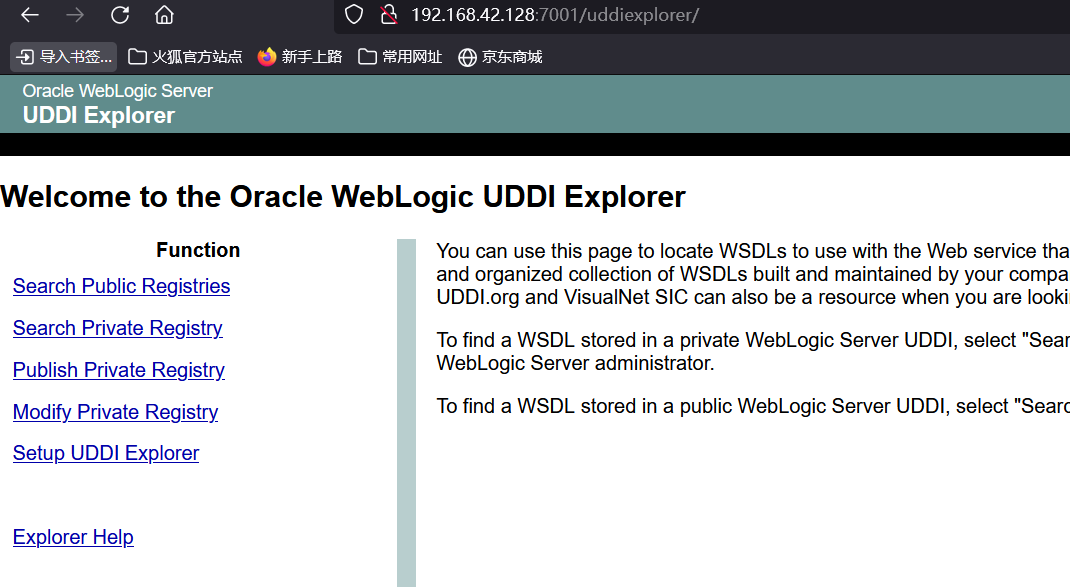 192.168.42.128:7001/uddiexplorer/
导入书签... 火狐官方站点 新手上路 常用网址 京东商城
Oracle WebLogic Server
UDDI Explorer
Welcome to the Oracle WebLogic UDDI Explorer
Function
Search Public Registries
Search Private Registry
Publish Private Registry
Modify Private Registry
Setup UDDI Explorer
Explorer Help
You can use this page to locate WSDLs to use with the Web service tha
and organized collection of WSDLs built and maintained by your compa
UDDI.org and VisualNet SIC can also be a resource when you are looki
To find a WSDL stored in a private WebLogic Server UDDI, select "Sear
WebLogic Server administrator.
To find a WSDL stored in a public WebLogic Server UDDI, select "Searc